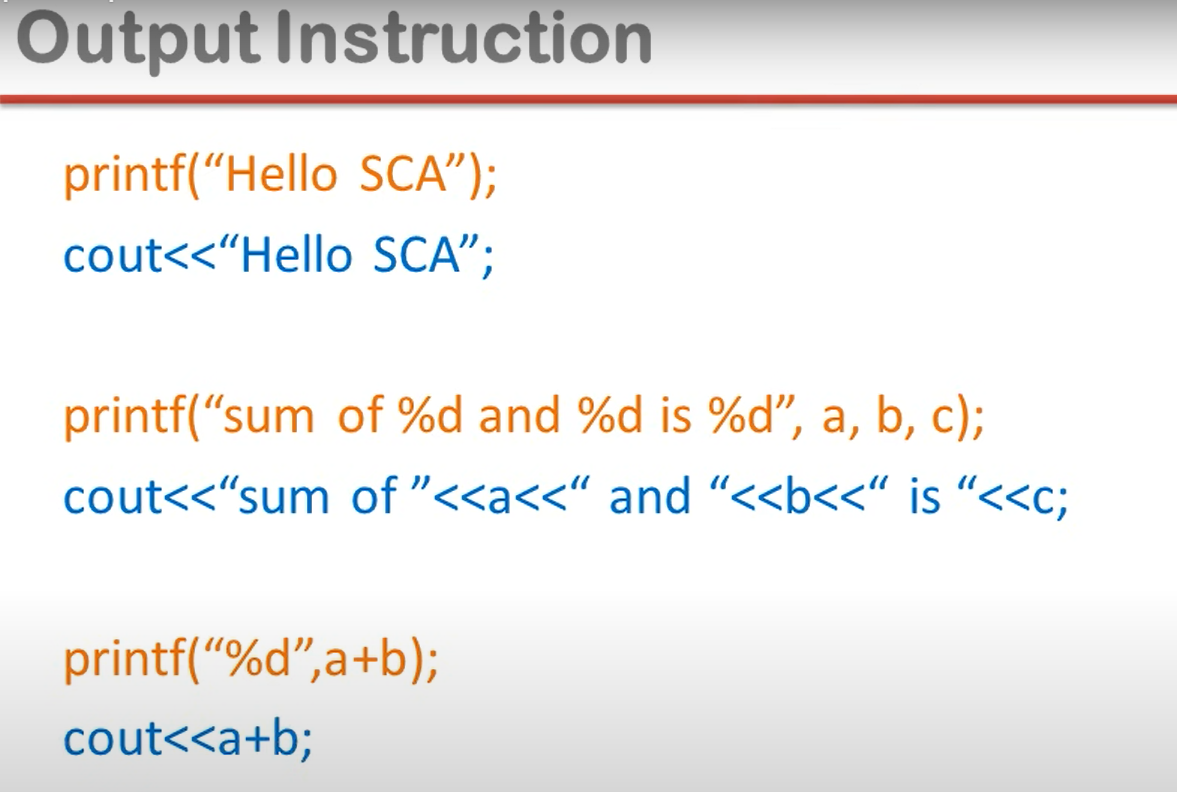 Output Instruction
printf(“Hello SCA”);
cout<<“Hello SCA”;
printf(“sum of %d and %d is %d”, a, b, c);
cout<<“sum of ”<<a<<“ and “<<b<<“ is “<<c;
printf(“%d”,a+b);
cout<<a+b;